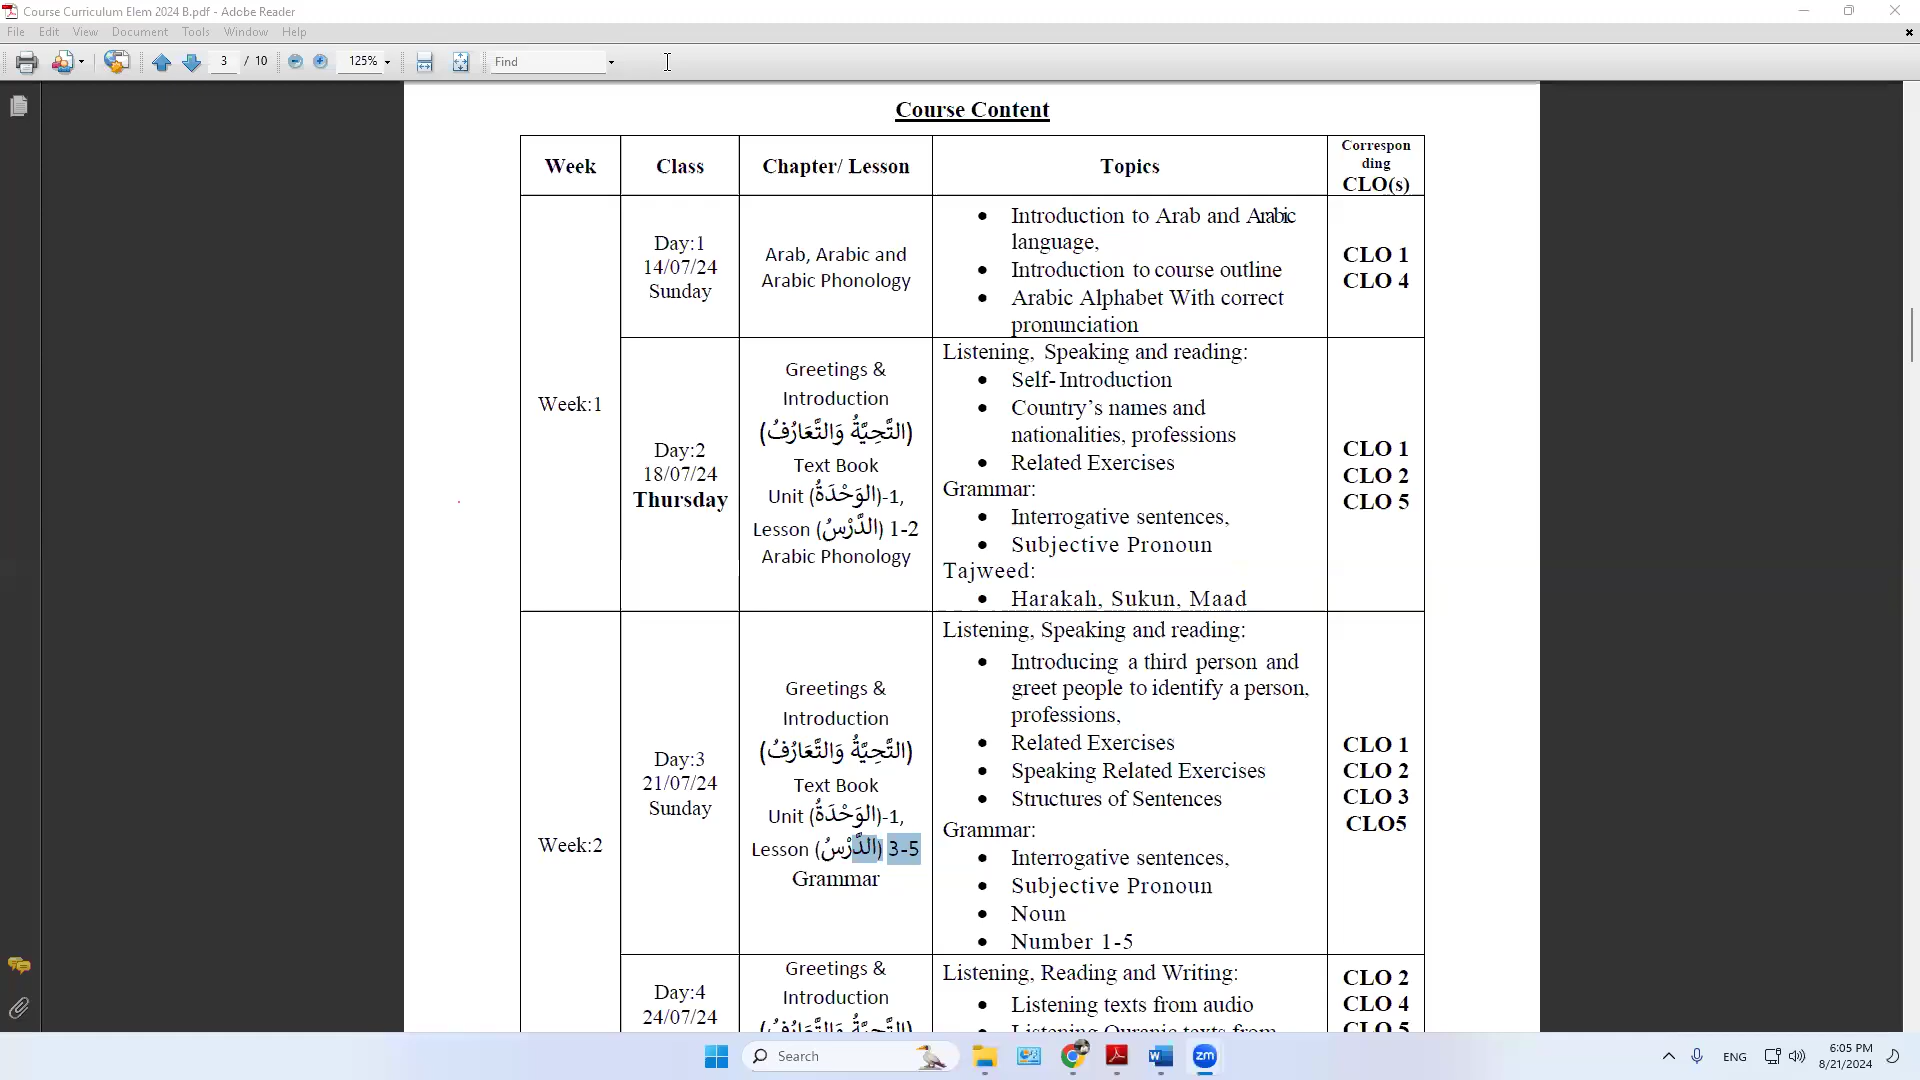 Course Curriculum Elem 2024 B.pdf - Adobe Reader
File Edit View Document Tools Window Help
3 / 10 125% Find
Course Content
Week Class Chapter/ Lesson Topics Correspon
ding
CLO(s)
Week:1
Day:1
14/07/24
Sunday
Arab, Arabic and
Arabic Phonology
• Introduction to Arab and Arabic
language,
• Introduction to course outline
• Arabic Alphabet With correct
pronunciation
CLO 1
CLO 4
Day:2
18/07/24
Thursday
Greetings &
Introduction
(التَّحِيَّةُ وَالتَّعَارُفُ)
Text Book
Unit (الوَحْدَةُ)-1,
Lesson (الدَّرْسُ) 1-2
Arabic Phonology
Listening, Speaking and reading:
• Self- Introduction
• Country’s names and
nationalities, professions
• Related Exercises
Grammar:
• Interrogative sentences,
• Subjective Pronoun
Tajweed:
• Harakah, Sukun, Maad
CLO 1
CLO 2
CLO 5
Week:2
Day:3
21/07/24
Sunday
Greetings &
Introduction
(التَّحِيَّةُ وَالتَّعَارُفُ)
Text Book
Unit (الوَحْدَةُ)-1,
Lesson (الدَّرْسُ) 3-5
Grammar
Listening, Speaking and reading:
• Introducing a third person and
greet people to identify a person,
professions,
• Related Exercises
• Speaking Related Exercises
• Structures of Sentences
Grammar:
• Interrogative sentences,
• Subjective Pronoun
• Noun
• Number 1-5
CLO 1
CLO 2
CLO 3
CLO5
Day:4
24/07/24
Greetings &
Introduction
(التَّحِيَّةُ وَالتَّعَارُفُ)
Listening, Reading and Writing:
• Listening texts from audio
• Listening Quranic texts from
CLO 2
CLO 4
CLO 5
Search
zm
ENG
6:05 PM
8/21/2024